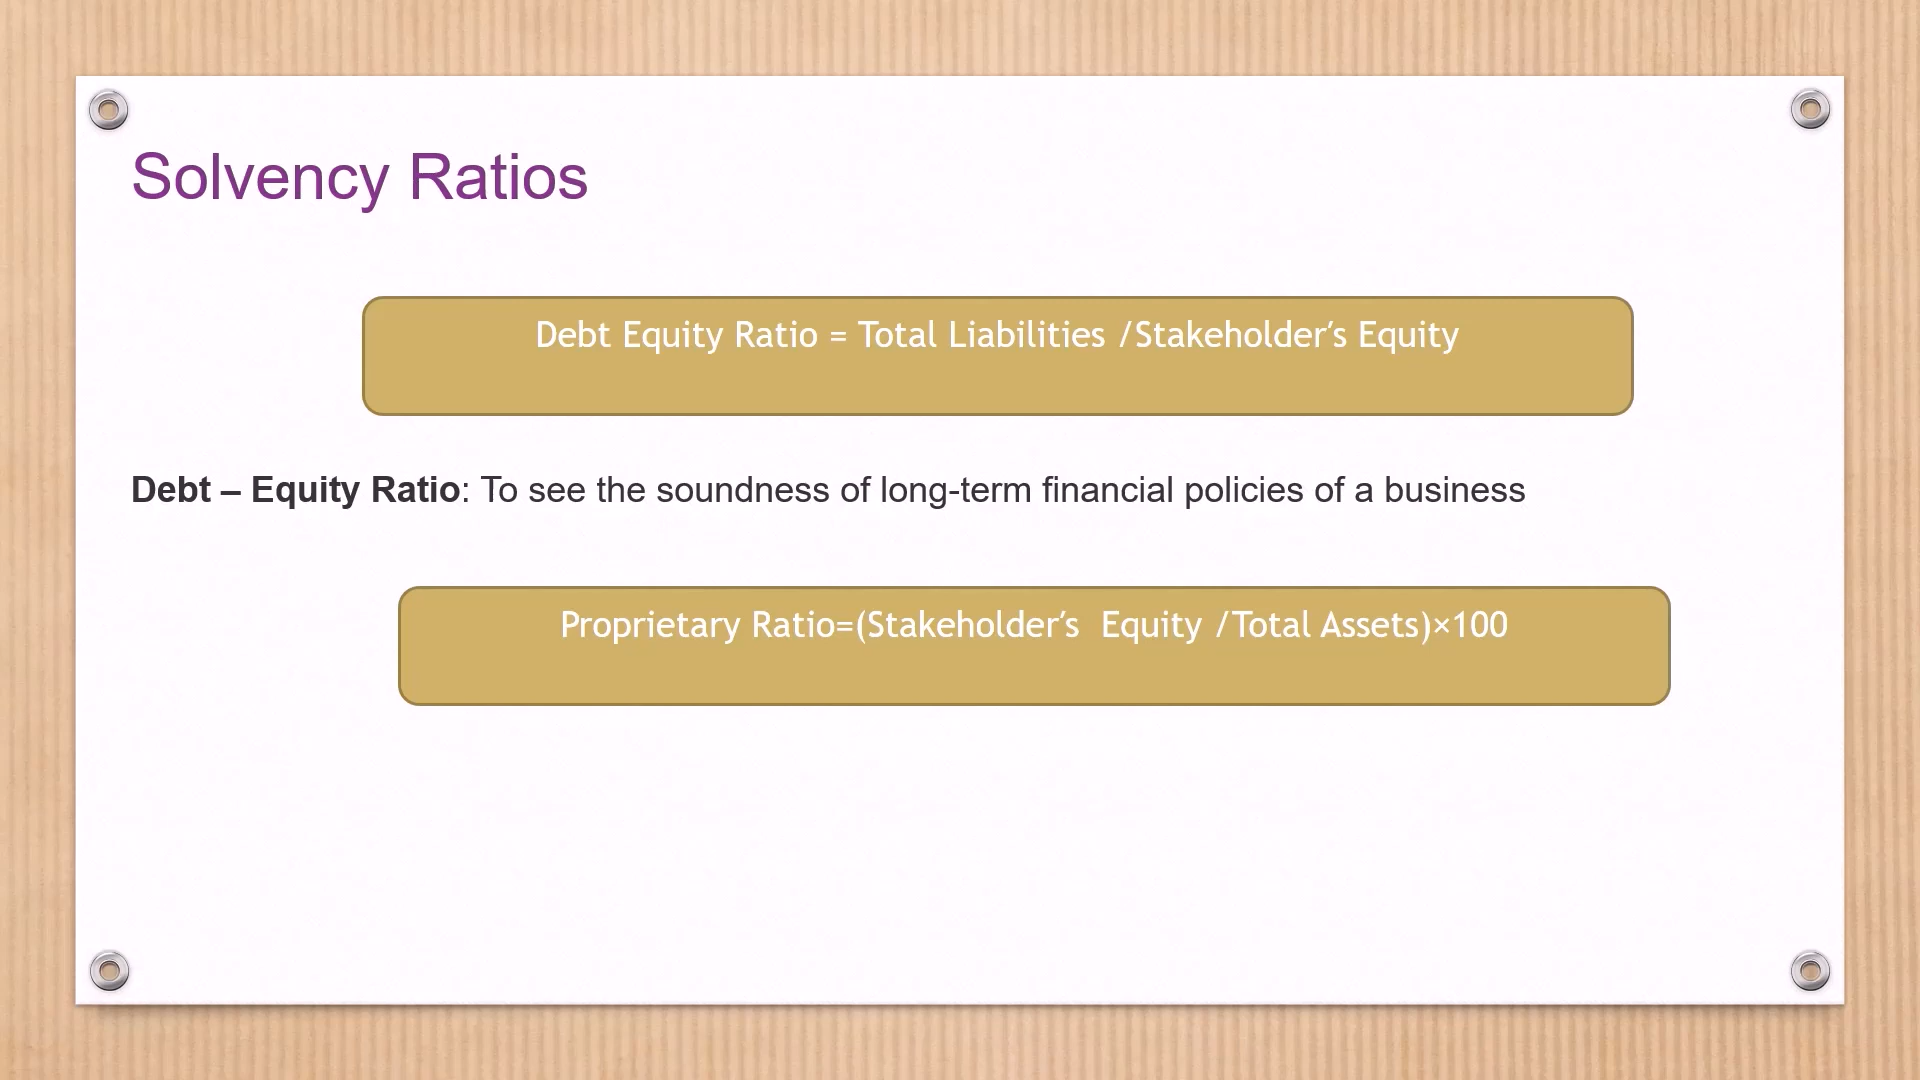 Solvency Ratios
Debt Equity Ratio = Total Liabilities /Stakeholder’s Equity
Debt – Equity Ratio: To see the soundness of long-term financial policies of a business
Proprietary Ratio=(Stakeholder’s  Equity /Total Assets)×100